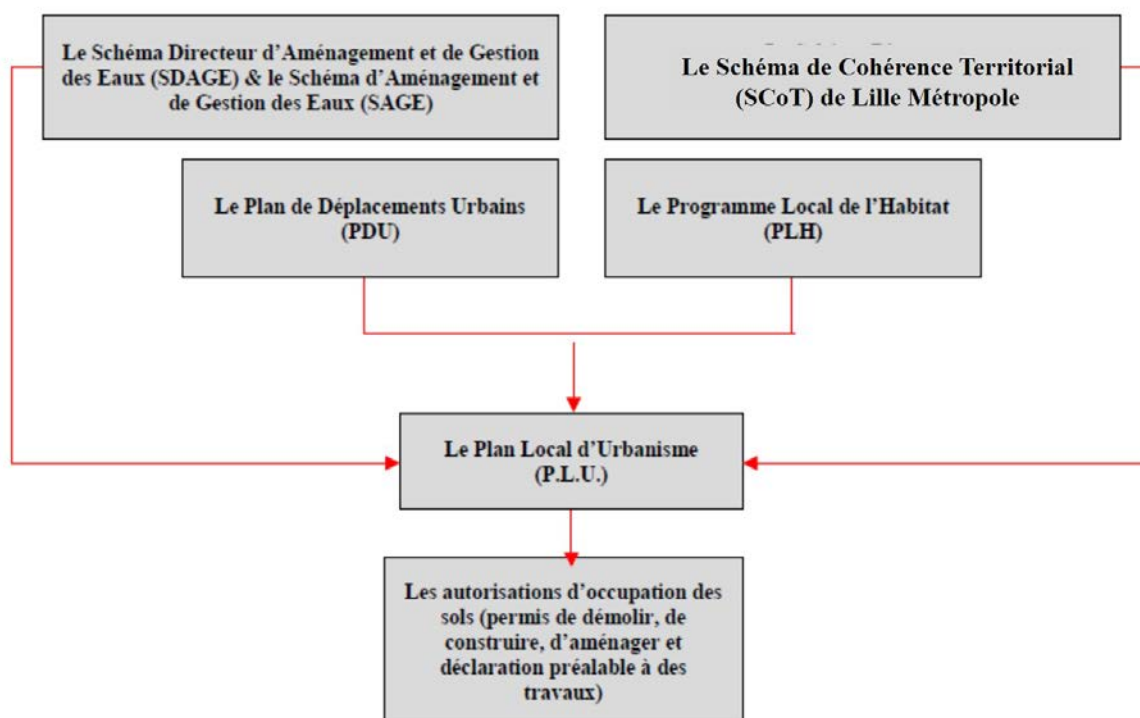 Le Schéma Directeur d'Aménagement et de Gestion
des Eaux (SDAGE) & le Schéma d'Aménagement et
de Gestion des Eaux (SAGE)
Le Schéma de Cohérence Territorial
(SCoT) de Lille Métropole
Le Plan de Déplacements Urbains
(PDU)
Le Programme Local de l'Habitat
(PLH)
Le Plan Local d'Urbanisme
(P.L.U.)
Les autorisations d'occupation des
sols (permis de démolir, de
construire, d'aménager et
déclaration préalable à des
travaux)